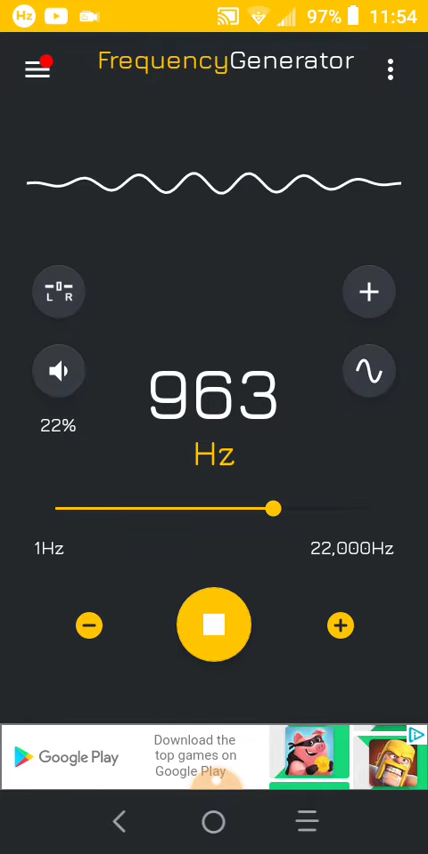 Hz 97% 11:54
FrequencyGenerator
L R
22%
963
Hz
1Hz 22,000Hz
Google Play
Download the
top games on
Google Play